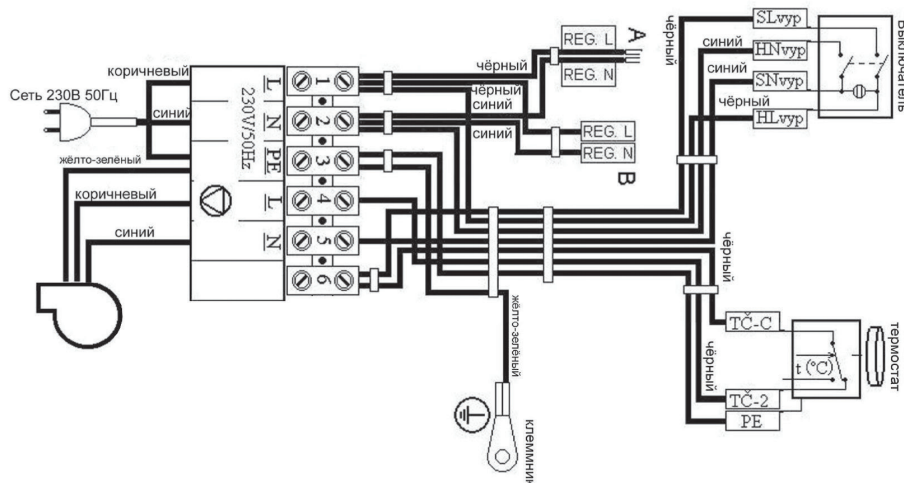 Сеть 230В 50Гц
коричневый
синий
жёлто-зелёный
коричневый
синий
L
N
PE
L
N
230V/50Hz
1
2
3
4
5
6
чёрный
чёрный
синий
синий
REG. L
REG. N
A
REG. L
REG. N
B
чёрный
синий
синий
чёрный
SLvyp
HNvyp
SNvyp
HLvyp
Выключатель
жёлто-зелёный
клеммник
чёрный
чёрный
TČ-C
TČ-2
PE
t (°C)
термостат